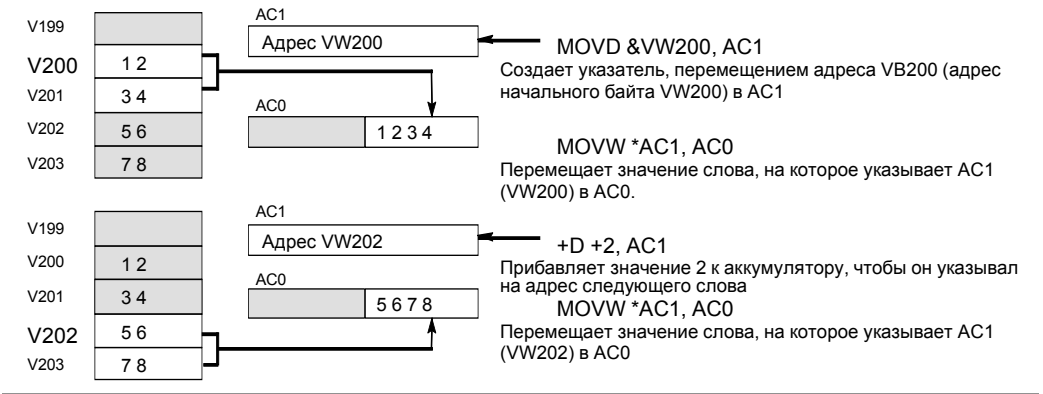 AC1
V199
Адрес VW200
MOVD &VW200, AC1
V200
1 2
Создает указатель, перемещением адреса VB200 (адрес
начального байта VW200) в AC1
V201
3 4
AC0
V202
5 6
1 2 3 4
MOVW *AC1, AC0
V203
7 8
Перемещает значение слова, на которое указывает AC1
(VW200) в AC0.
AC1
V199
Адрес VW202
+D +2, AC1
V200
1 2
Прибавляет значение 2 к аккумулятору, чтобы он указывал
на адрес следующего слова
AC0
V201
3 4
5 6 7 8
MOVW *AC1, AC0
V202
5 6
Перемещает значение слова, на которое указывает AC1
(VW202) в AC0
V203
7 8